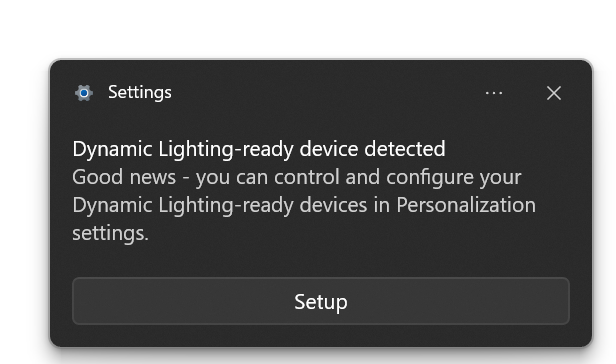 Settings
Dynamic Lighting-ready device detected
Good news - you can control and configure your
Dynamic Lighting-ready devices in Personalization
settings.
Setup